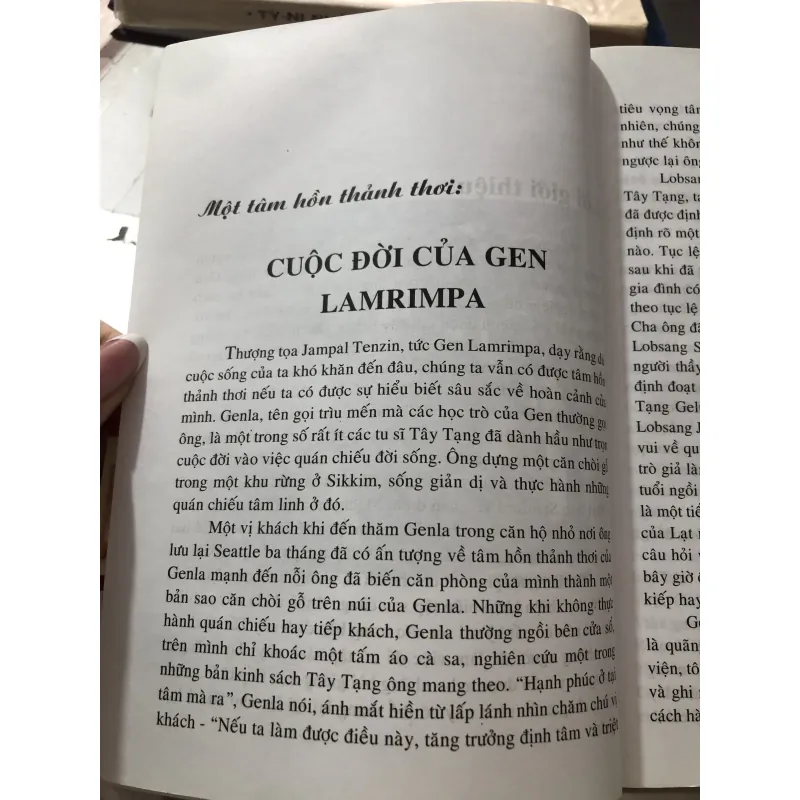 TY-NI
Một tâm hồn thảnh thơi:
CUỘC ĐỜI CỦA GEN
LAMRIMPA
Thượng tọa Jampal Tenzin, tức Gen Lamrimpa, dạy rằng dù
cuộc sống của ta khó khăn đến đâu, chúng ta vẫn có được tâm hồn
thảnh thơi nếu ta có được sự hiểu biết sâu sắc về hoàn cảnh của
mình. Genla, tên gọi trìu mến mà các học trò của Gen thường gọi
ông, là một trong số rất ít các tu sĩ Tây Tạng đã dành hầu như trọn
cuộc đời vào việc quán chiếu đời sống. Ông dựng một căn chòi gỗ
trong một khu rừng ở Sikkim, sống giản dị và thực hành những
quán chiếu tâm linh ở đó.
Một vị khách khi đến thăm Genla trong căn hộ nhỏ nơi ông
lưu lại Seattle ba tháng đã có ấn tượng về tâm hồn thảnh thơi của
Genla mạnh đến nỗi ông đã biến căn phòng của mình thành một
bản sao căn chòi gỗ trên núi của Genla. Những khi không thực
hành quán chiếu hay tiếp khách, Genla thường ngồi bên cửa sổ,
trên mình chỉ khoác một tấm áo cà sa, nghiên cứu một trong
những bản kinh sách Tây Tạng ông mang theo. “Hạnh phúc ở tại
tâm mà ra”, Genla nói, ánh mắt hiền từ lấp lánh nhìn chăm chú vị
khách - “Nếu ta làm được điều này, tăng trưởng định tâm và triệt
tiêu vọng tâm
nhiên, chúng
như thế khôn
ngược lại ông
Lobsang
Tây Tạng, ta
đã được định
định rõ một
nào. Tục lệ
sau khi đã
gia đình có
theo tục lệ
Cha ông đã
Lobsang S
người thầy
định đoạt
Tạng Gel
Lobsang J
vui về qu
trò giả là
tuổi ngồi
là một tiế
của Lạt
câu hỏi v
bây giờ
kiếp hay
Ge
là quãn
viện, tô
và ghi
cách hà